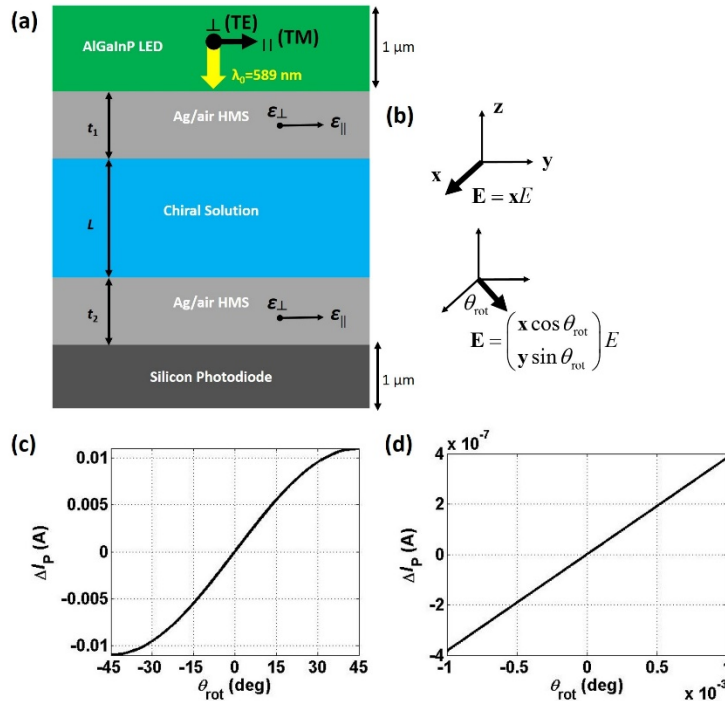 (a)
⊥ (TE)
|| (TM)
AlGaInP LED
λ₀=589 nm
1 μm
Ag/air HMS
t₁
ε⊥
ε||
L
Chiral Solution
Ag/air HMS
t₂
ε⊥
ε||
Silicon Photodiode
1 μm
(b)
z
y
x
E = xE
θrot
E = (x cos θrot
y sin θrot) E
(c)
0.01
0.005
0
-0.005
-0.01
ΔIP (A)
-45 -30 -15 0 15 30 45
θrot (deg)
(d)
x 10⁻⁷
4
2
0
-2
-4
ΔIP (A)
-1 -0.5 0 0.5 1
θrot (deg)
x 10⁻³